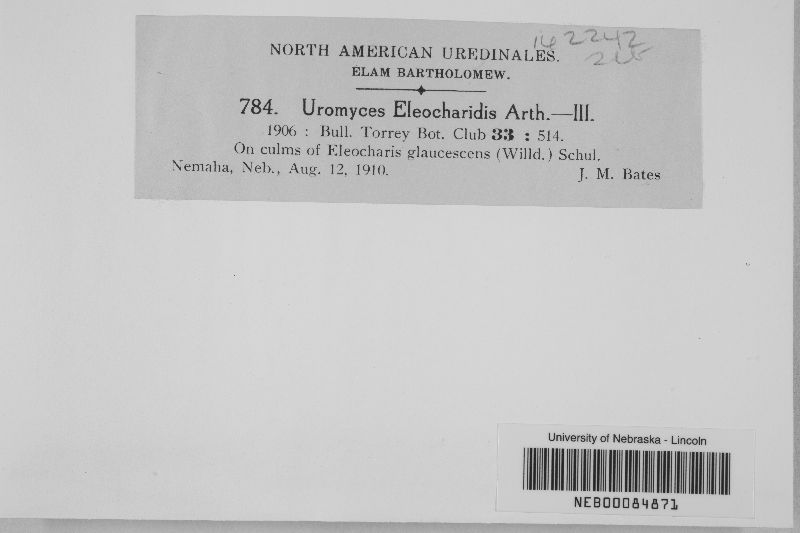 162242
NORTH AMERICAN UREDINALES.
ELAM BARTHOLOMEW.
784. Uromyces Eleocharidis Arth.—III.
1906 : Bull. Torrey Bot. Club 33 : 514.
On culms of Eleocharis glaucescens (Willd.) Schul.
Nemaha, Neb., Aug. 12, 1910. J. M. Bates
University of Nebraska - Lincoln
NEB00084871